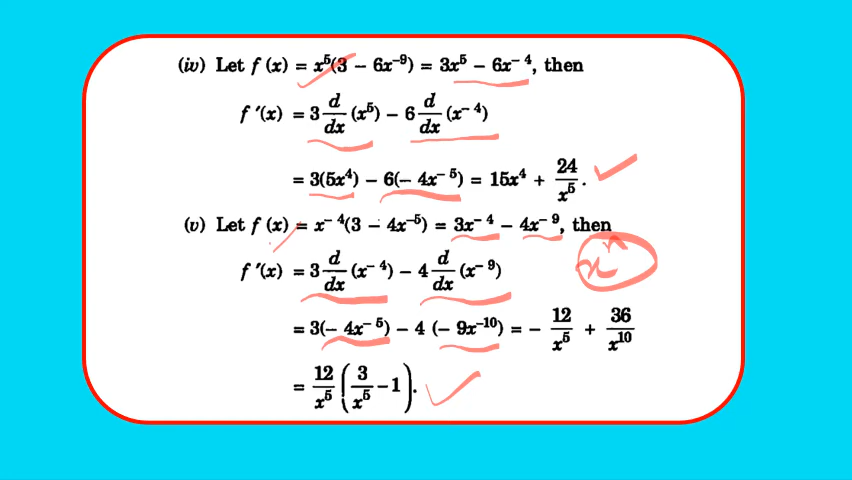 (iv) Let f (x) = x⁵(3 − 6x⁻⁹) = 3x⁵ − 6x⁻⁴, then
f ′(x) = 3 d/dx (x⁵) − 6 d/dx (x⁻⁴)
= 3(5x⁴) − 6(− 4x⁻⁵) = 15x⁴ + 24/x⁵.
(v) Let f (x) = x⁻⁴(3 − 4x⁻⁵) = 3x⁻⁴ − 4x⁻⁹, then
xⁿ
f ′(x) = 3 d/dx (x⁻⁴) − 4 d/dx (x⁻⁹)
= 3(− 4x⁻⁵) − 4 (− 9x⁻¹⁰) = − 12/x⁵ + 36/x¹⁰
= 12/x⁵ (3/x⁵ − 1).